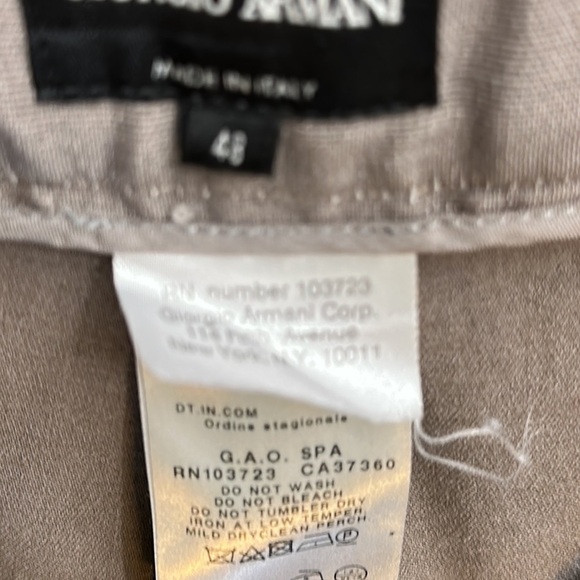 GIORGIO ARMANI
MADE IN ITALY
48
RN. number 103723
Giorgio Armani Corp.
114 Fifth Avenue
New York, N.Y. 10011
DT.IN.COM
Ordine stagionale
G.A.O. SPA
RN103723 CA37360
DO NOT WASH
DO NOT BLEACH
DO NOT TUMBLER DRY
IRON AT LOW TEMPER.
MILD DRYCLEAN PERCH.